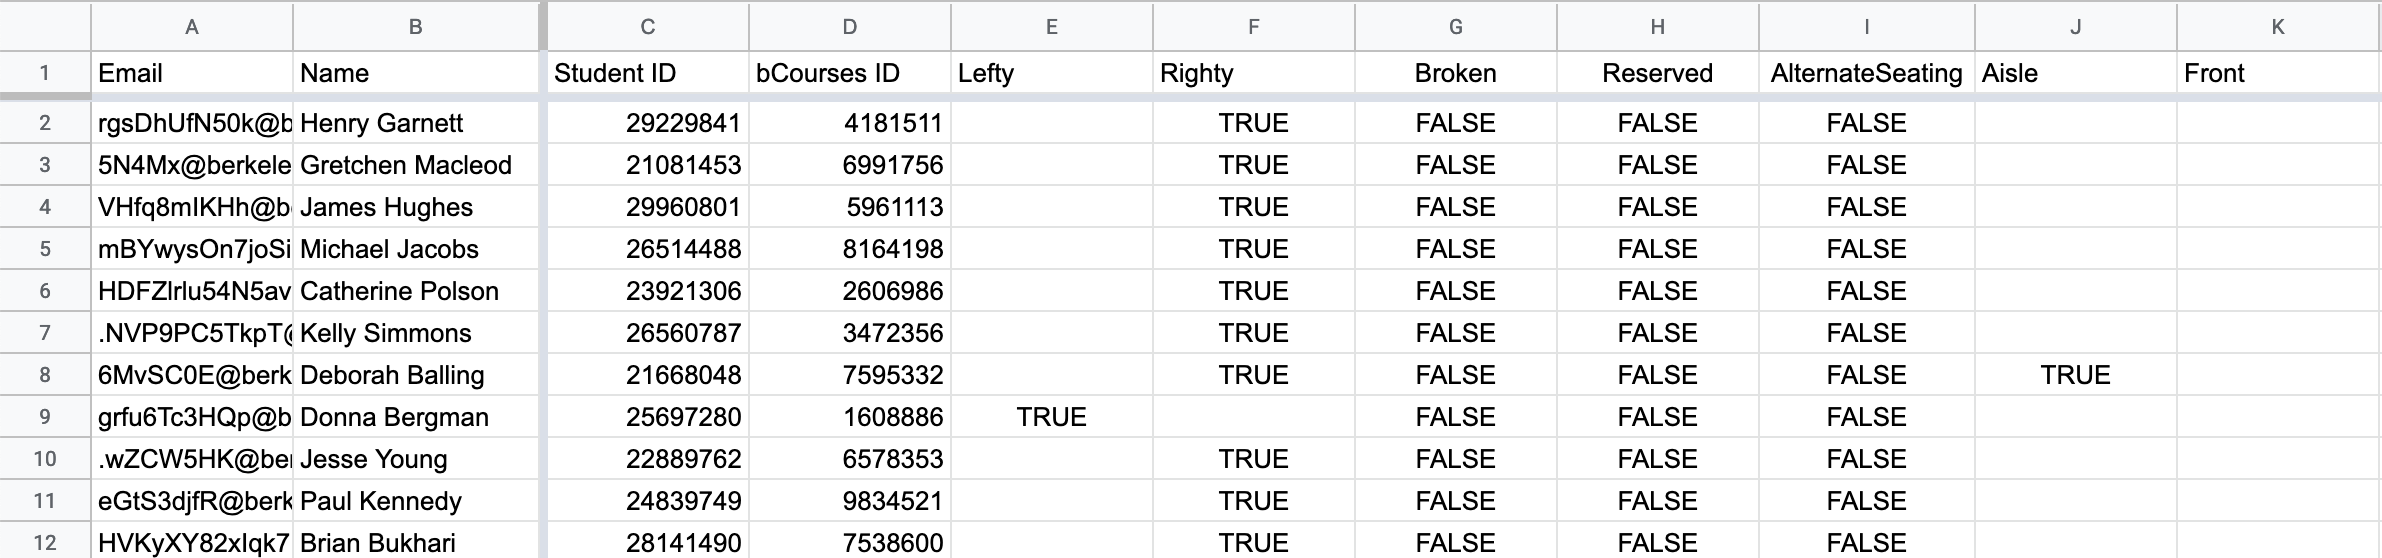 A B C D E F G H I J K
1 Email Name Student ID bCourses ID Lefty Righty Broken Reserved AlternateSeating Aisle Front
2 rgsDhUfN50k@b Henry Garnett 29229841 4181511 TRUE FALSE FALSE FALSE
3 5N4Mx@berkele Gretchen Macleod 21081453 6991756 TRUE FALSE FALSE FALSE
4 VHfq8mIKHh@b James Hughes 29960801 5961113 TRUE FALSE FALSE FALSE
5 mBYwysOn7joSi Michael Jacobs 26514488 8164198 TRUE FALSE FALSE FALSE
6 HDFZlrlu54N5av Catherine Polson 23921306 2606986 TRUE FALSE FALSE FALSE
7 .NVP9PC5TkpT@ Kelly Simmons 26560787 3472356 TRUE FALSE FALSE FALSE
8 6MvSC0E@berk Deborah Balling 21668048 7595332 TRUE FALSE FALSE FALSE TRUE
9 grfu6Tc3HQp@b Donna Bergman 25697280 1608886 TRUE FALSE FALSE FALSE
10 .wZCW5HK@be Jesse Young 22889762 6578353 TRUE FALSE FALSE FALSE
11 eGtS3djfR@berk Paul Kennedy 24839749 9834521 TRUE FALSE FALSE FALSE
12 HVKyXY82xIqk7 Brian Bukhari 28141490 7538600 TRUE FALSE FALSE FALSE